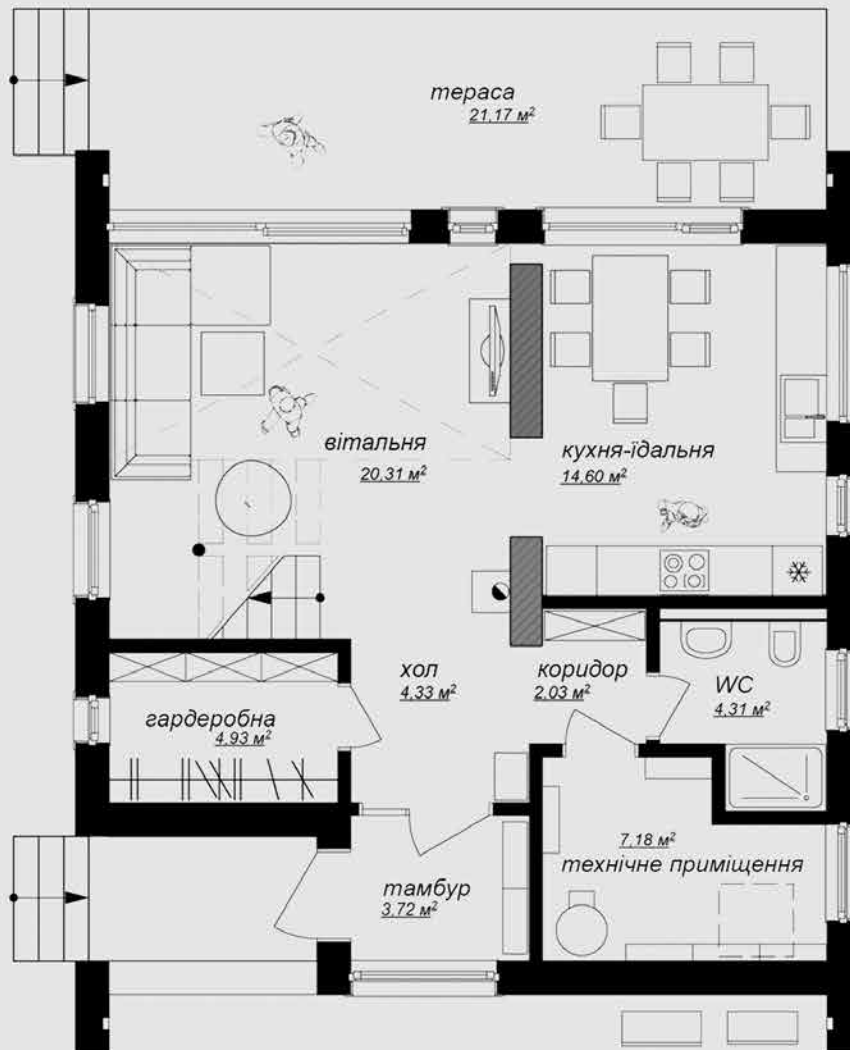 тераса
21,17 м²
вітальня
20,31 м²
кухня-їдальня
14,60 м²
хол
4,33 м²
коридор
2,03 м²
WC
4,31 м²
гардеробна
4,93 м²
7,18 м²
технічне приміщення
тамбур
3,72 м²